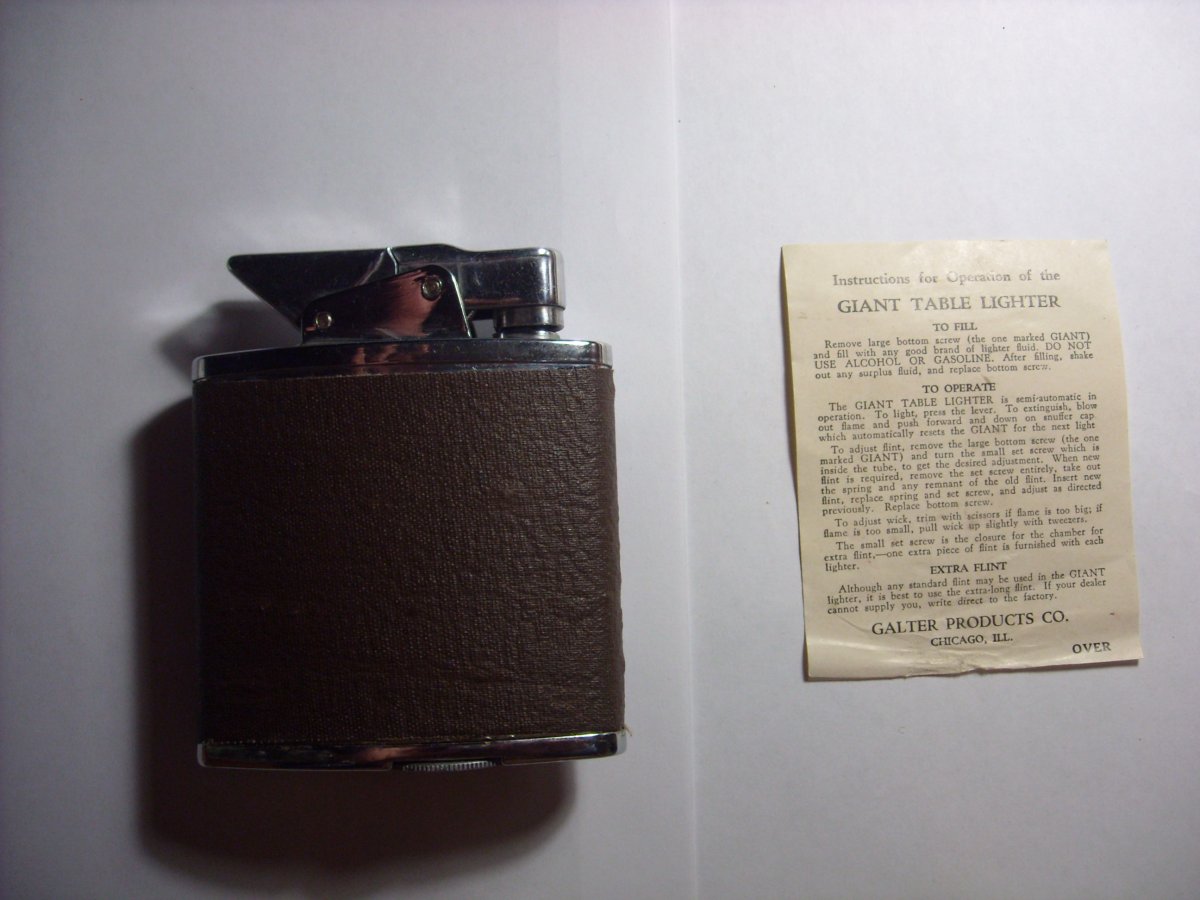 Instructions for Operation of the
GIANT TABLE LIGHTER
TO FILL
Remove large bottom screw (the one marked GIANT)
and fill with any good brand of lighter fluid. DO NOT
USE ALCOHOL OR GASOLINE. After filling, shake
out any surplus fluid, and replace bottom screw.
TO OPERATE
The GIANT TABLE LIGHTER is semi-automatic in
operation. To light, press the lever. To extinguish, blow
out flame and push forward and down on snuffer cap
which automatically resets the GIANT for the next light
To adjust flint, remove the large bottom screw (the one
marked GIANT) and turn the small set screw which is
inside the tube, to get the desired adjustment. When new
flint is required, remove the set screw entirely, take out
the spring and any remnant of the old flint. Insert new
flint, replace spring and set screw, and adjust as directed
previously. Replace bottom screw.
To adjust wick, trim with scissors if flame is too big; if
flame is too small, pull wick up slightly with tweezers.
The small set screw is the closure for the chamber for
extra flint,—one extra piece of flint is furnished with each
lighter.
EXTRA FLINT
Although any standard flint may be used in the GIANT
lighter, it is best to use the extra-long flint. If your dealer
cannot supply you, write direct to the factory.
GALTER PRODUCTS CO.
CHICAGO, ILL.
OVER